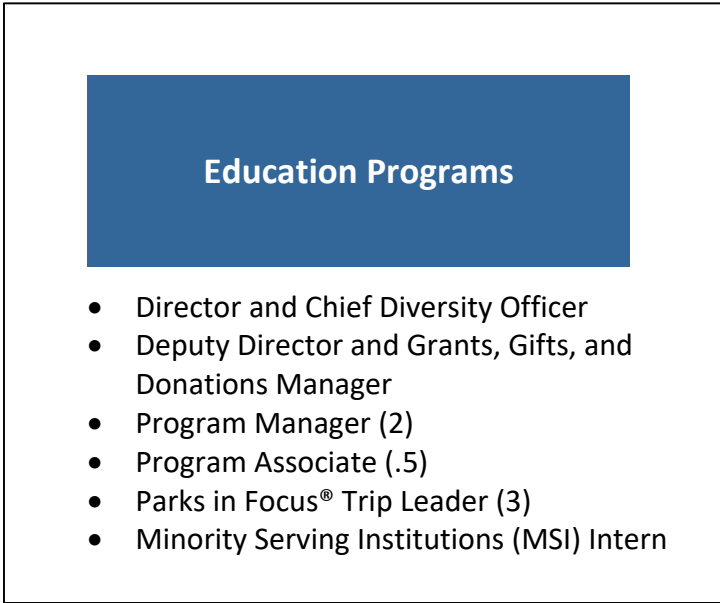 Education Programs
• Director and Chief Diversity Officer
• Deputy Director and Grants, Gifts, and
Donations Manager
• Program Manager (2)
• Program Associate (.5)
• Parks in Focus® Trip Leader (3)
• Minority Serving Institutions (MSI) Intern